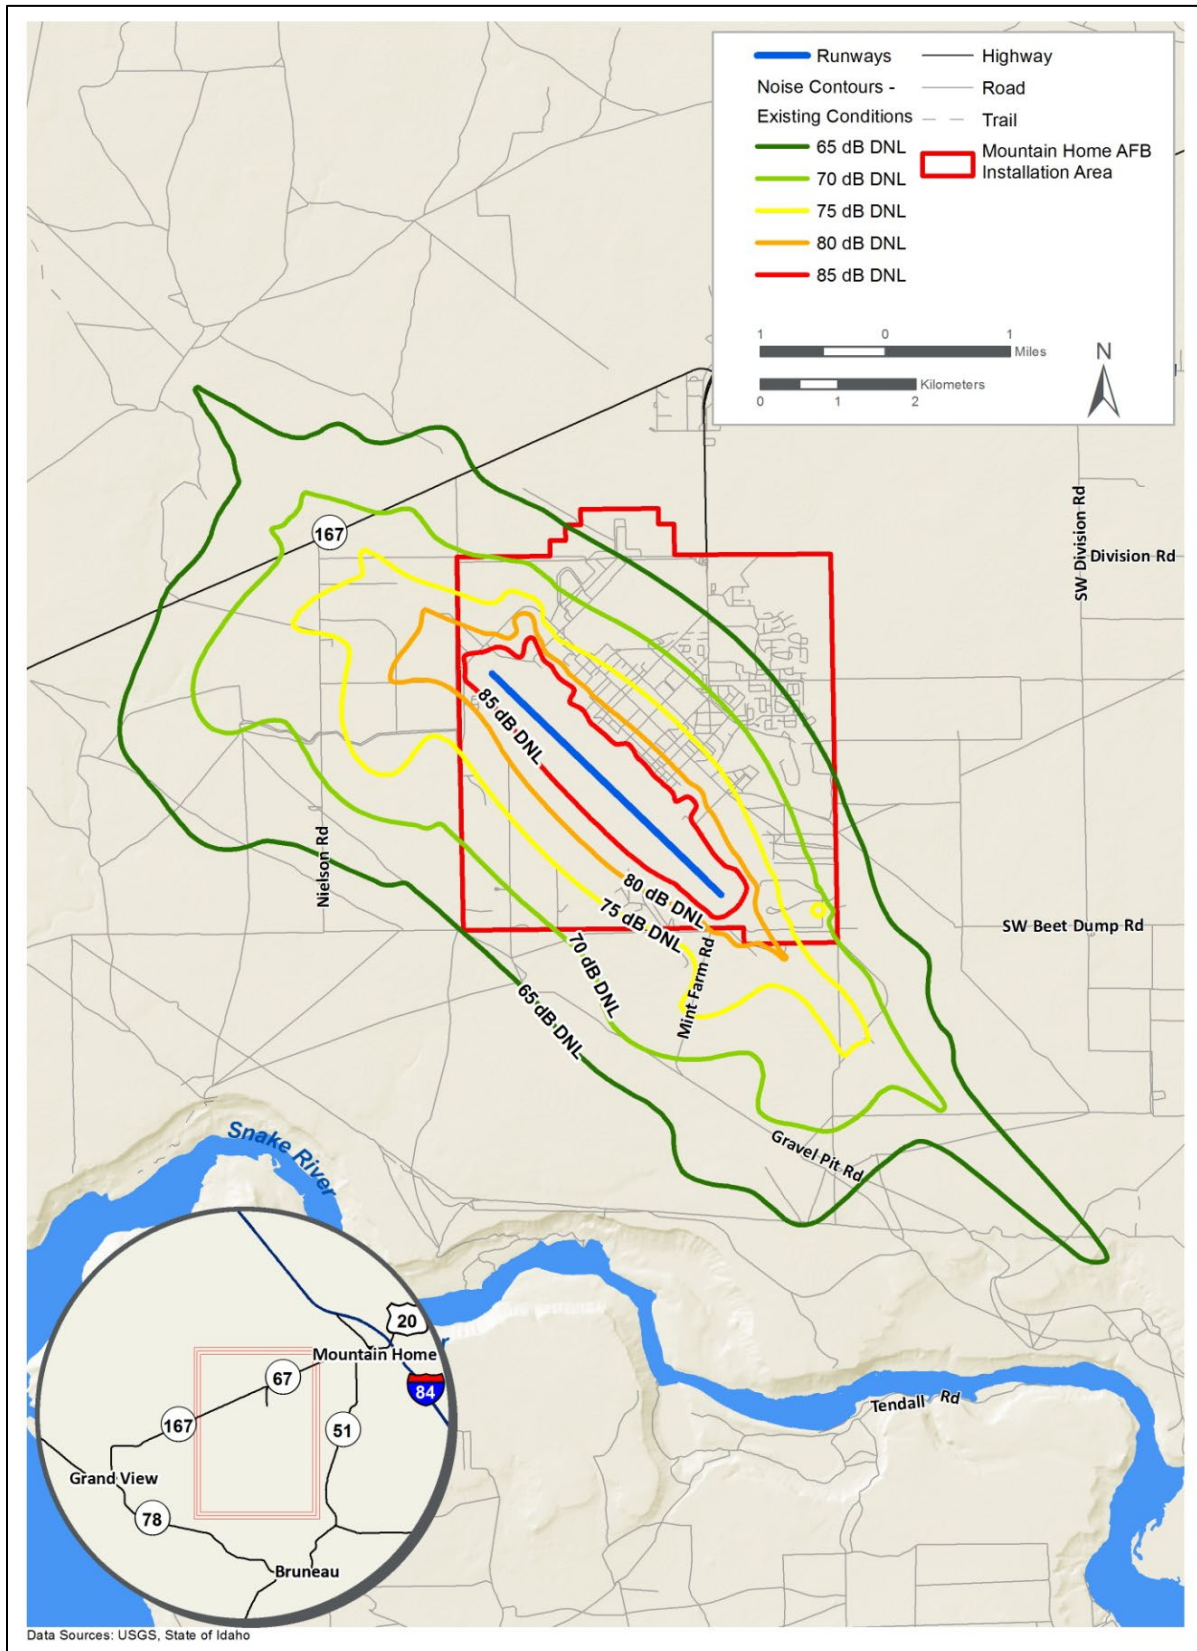 Runways
Highway
Noise Contours -
Road
Existing Conditions
Trail
65 dB DNL
Mountain Home AFB
Installation Area
70 dB DNL
75 dB DNL
80 dB DNL
85 dB DNL
1 0 1
Miles
Kilometers
0 1 2
N
167
SW Division Rd
Division Rd
85 dB DNL
Nielson Rd
80 dB DNL
75 dB DNL
SW Beet Dump Rd
70 dB DNL
Mint Farm Rd
65 dB DNL
Gravel Pit Rd
Snake River
20
Mountain Home
67
84
167
51
Tendall Rd
Grand View
78
Bruneau
Data Sources: USGS, State of Idaho